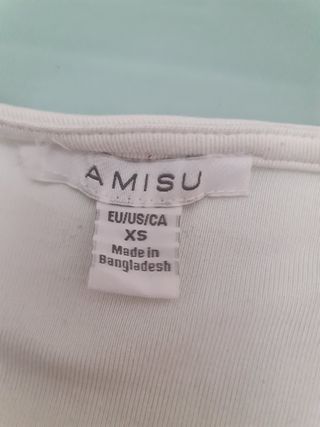 AMISU
EU/US/CA
XS
Made in
Bangladesh